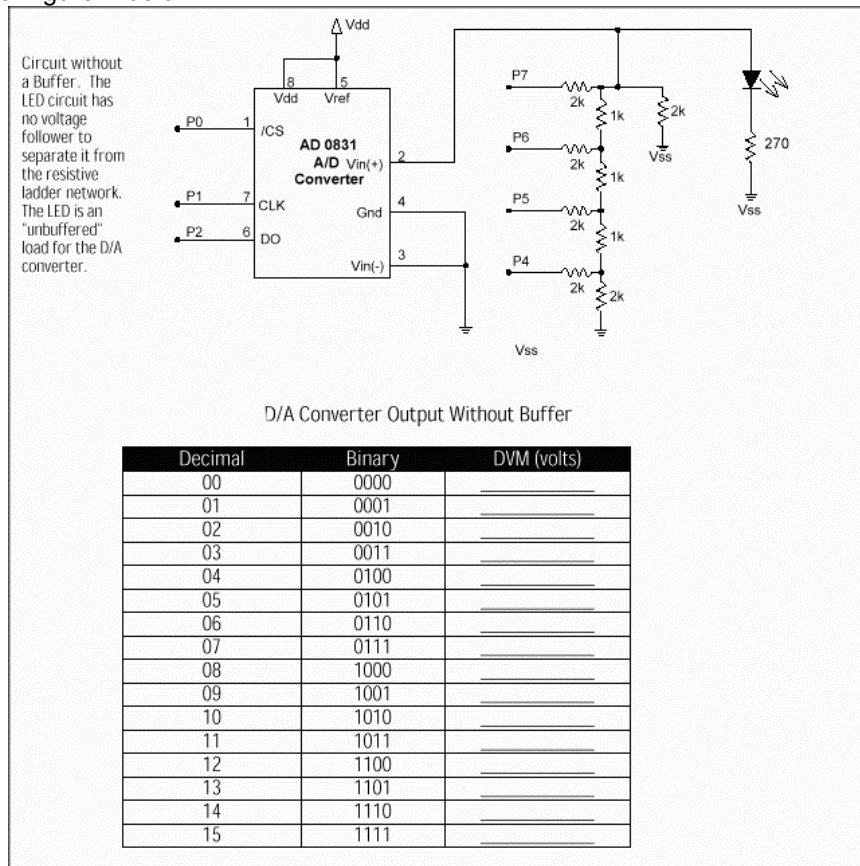 Circuit without
a Buffer. The
LED circuit has
no voltage
follower to
separate it from
the resistive
ladder network.
The LED is an
"unbuffered"
load for the D/A
converter.
Vdd
8 5
Vdd Vref
P0 1 /CS
AD 0831
A/D
Converter
Vin(+) 2
P1 7 CLK
Gnd 4
P2 6 DO
Vin(-) 3
P7
2k
1k
2k
Vss
P6
2k
1k
P5
2k
1k
P4
2k
2k
Vss
270
Vss
D/A Converter Output Without Buffer
Decimal Binary DVM (volts)
00 0000
01 0001
02 0010
03 0011
04 0100
05 0101
06 0110
07 0111
08 1000
09 1001
10 1010
11 1011
12 1100
13 1101
14 1110
15 1111